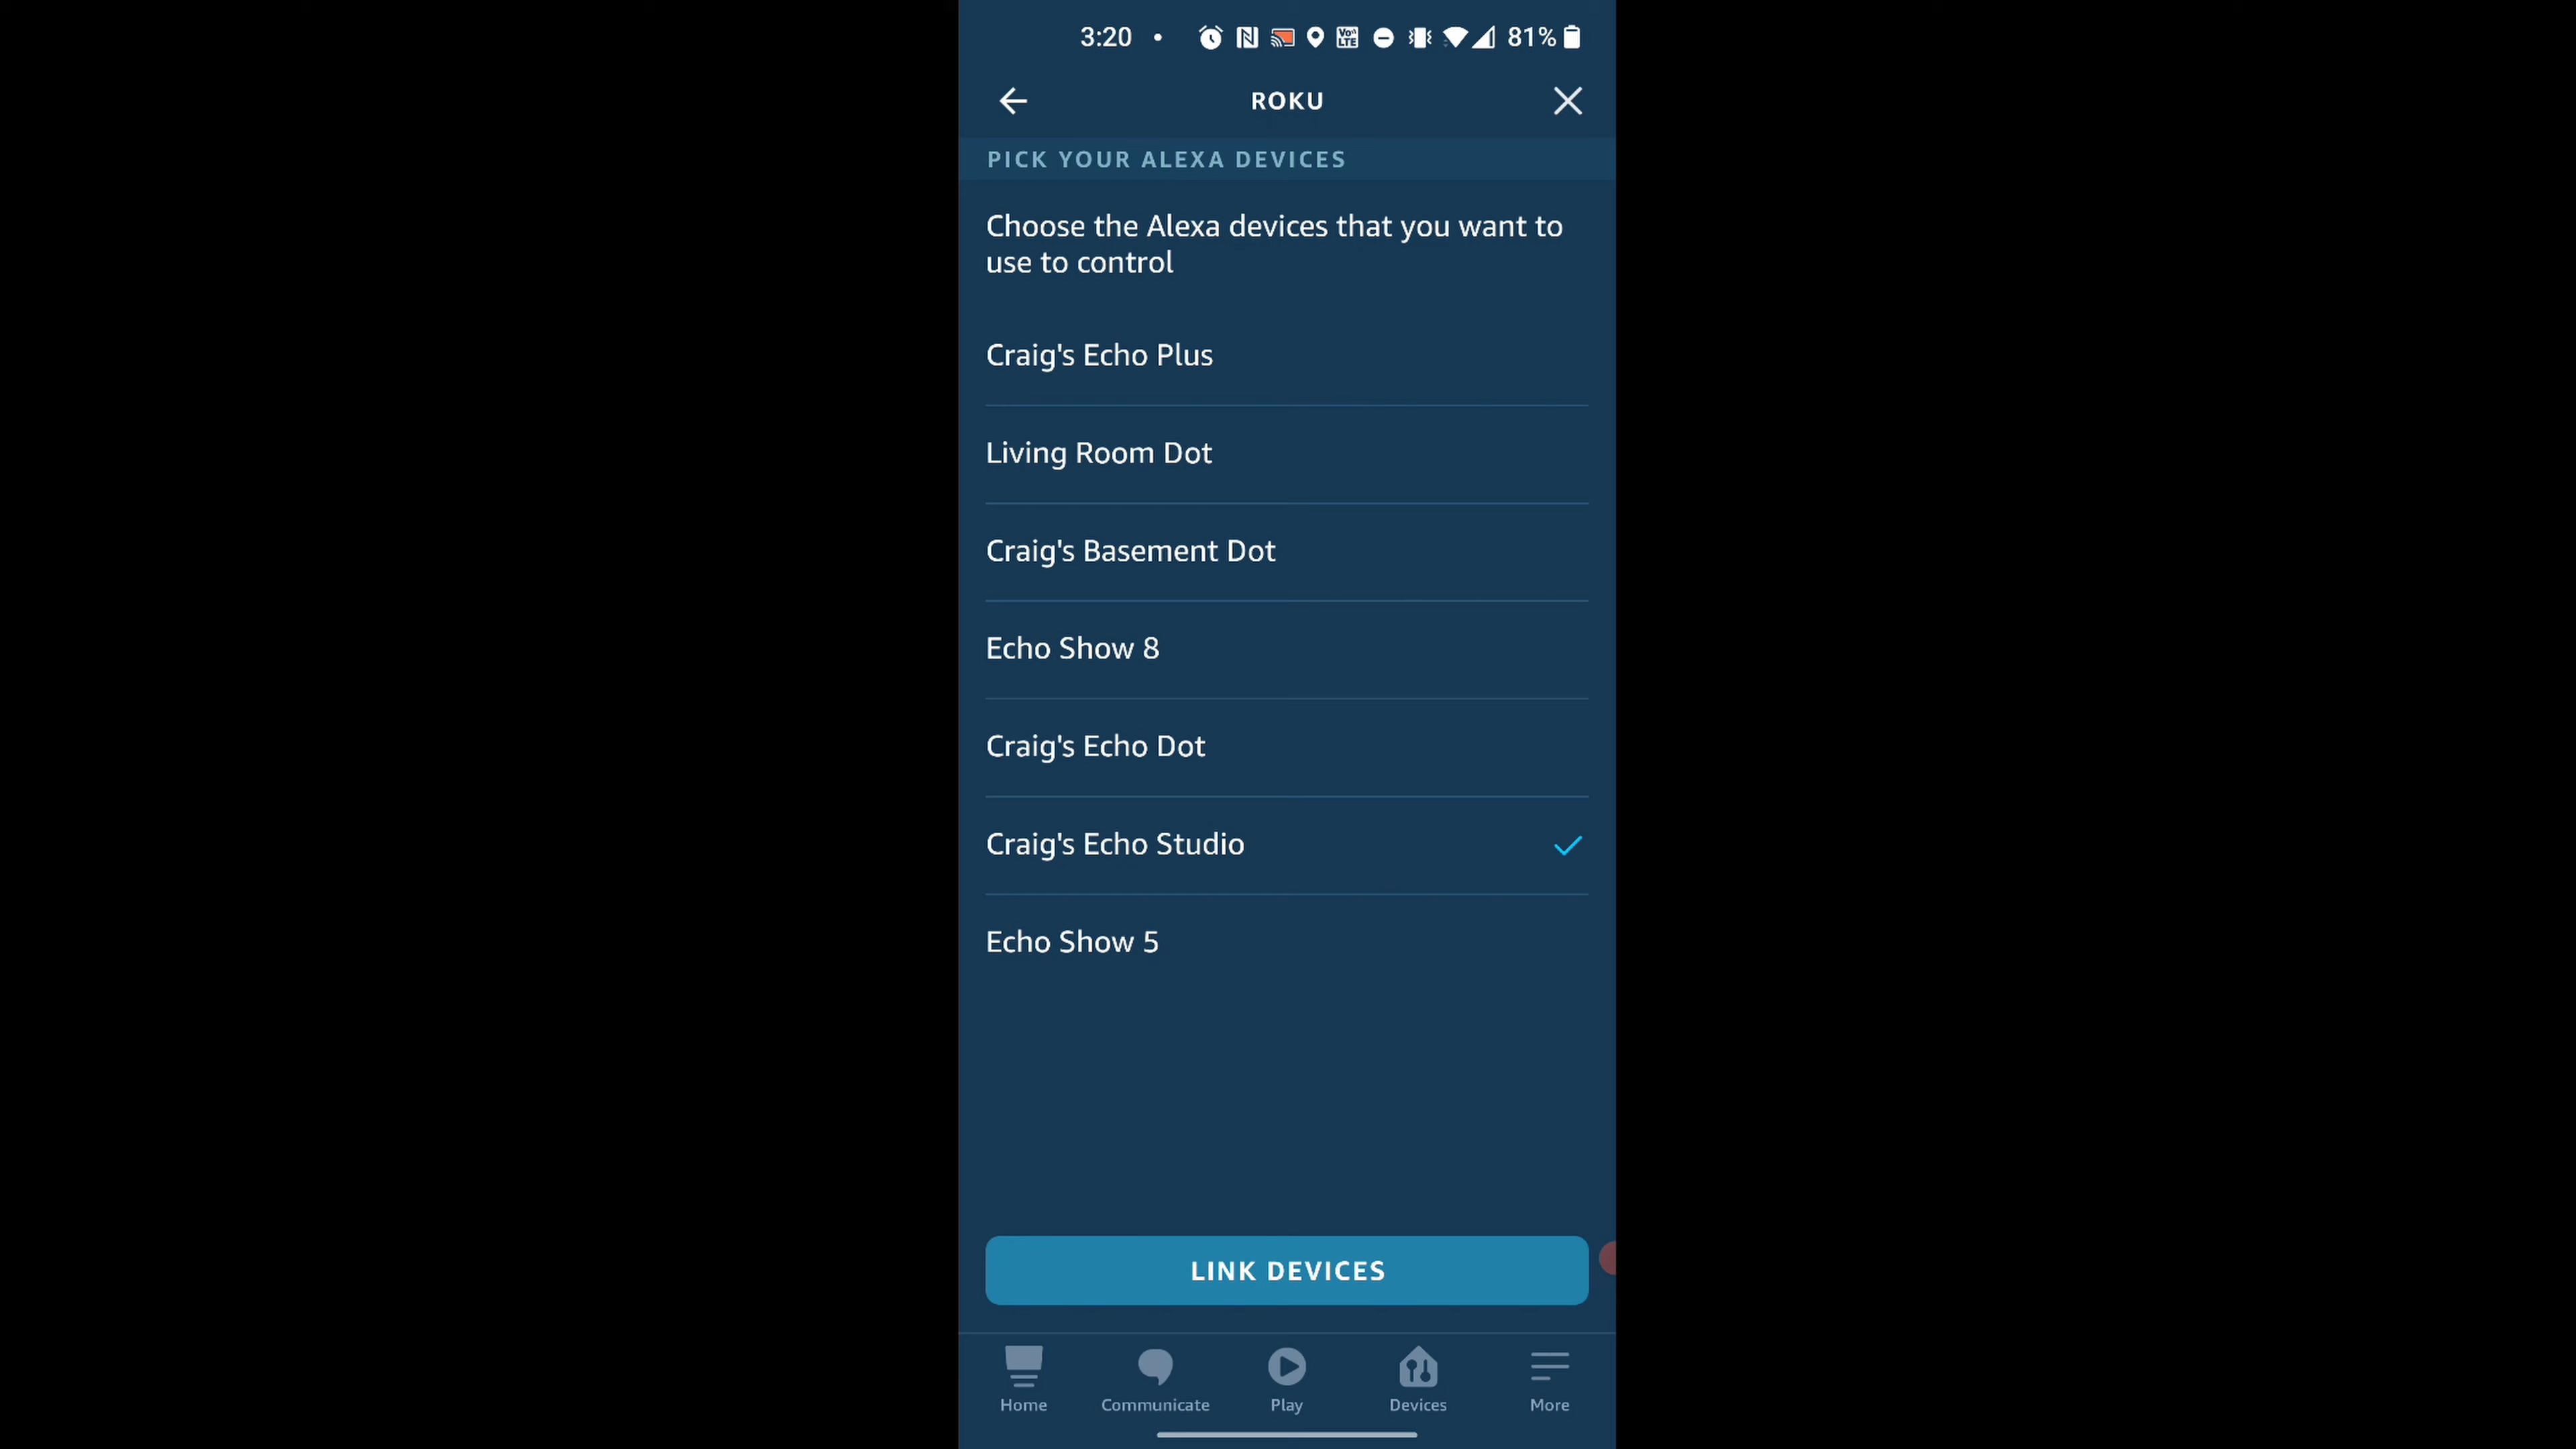 3:20 81%
ROKU
PICK YOUR ALEXA DEVICES
Choose the Alexa devices that you want to
use to control
Craig's Echo Plus
Living Room Dot
Craig's Basement Dot
Echo Show 8
Craig's Echo Dot
Craig's Echo Studio
Echo Show 5
LINK DEVICES
Home Communicate Play Devices More